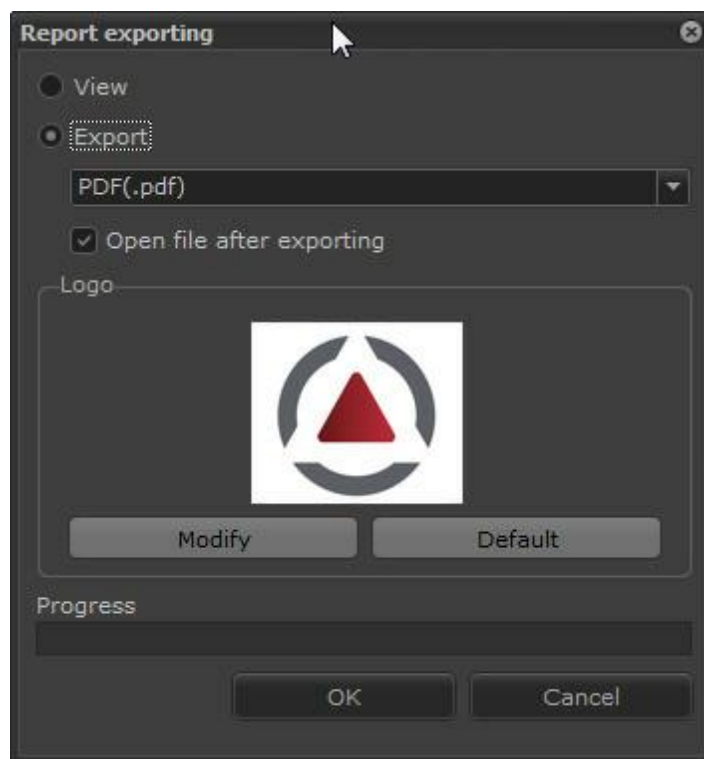 Report exporting
View
Export
PDF(.pdf)
Open file after exporting
Logo
Modify Default
Progress
OK Cancel